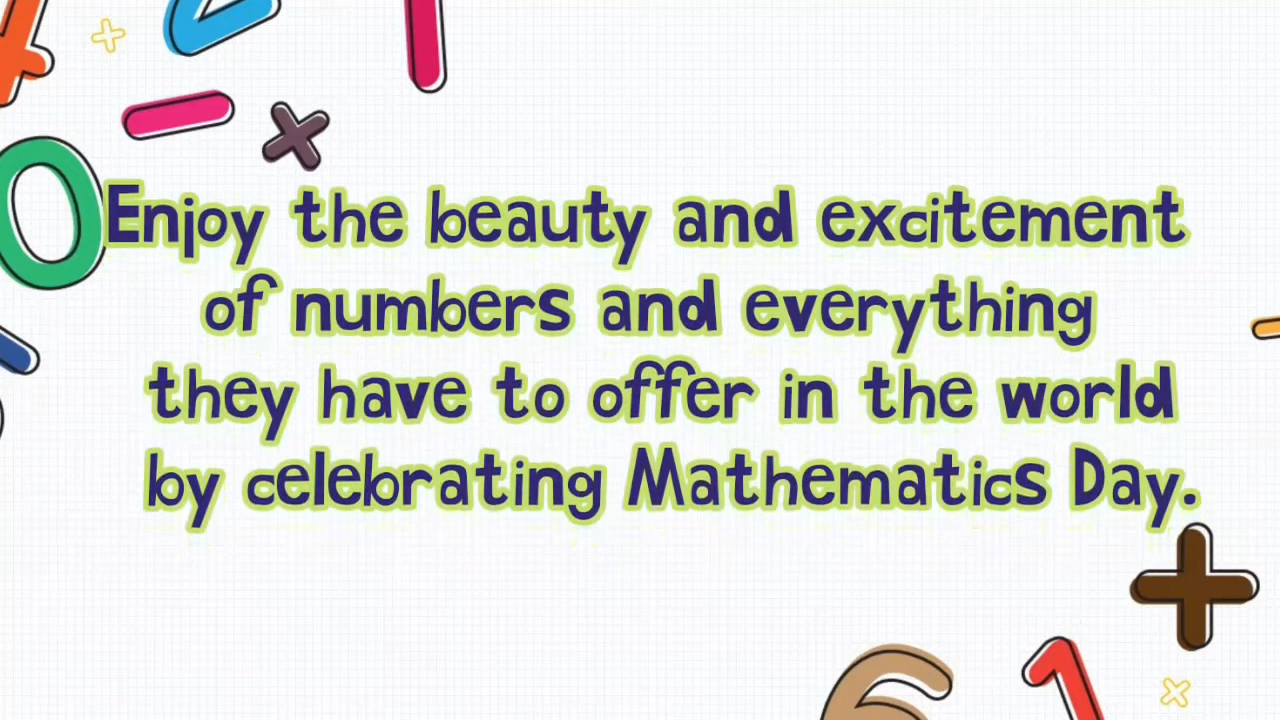 Enjoy the beauty and excitement
of numbers and everything
they have to offer in the world
by celebrating Mathematics Day.